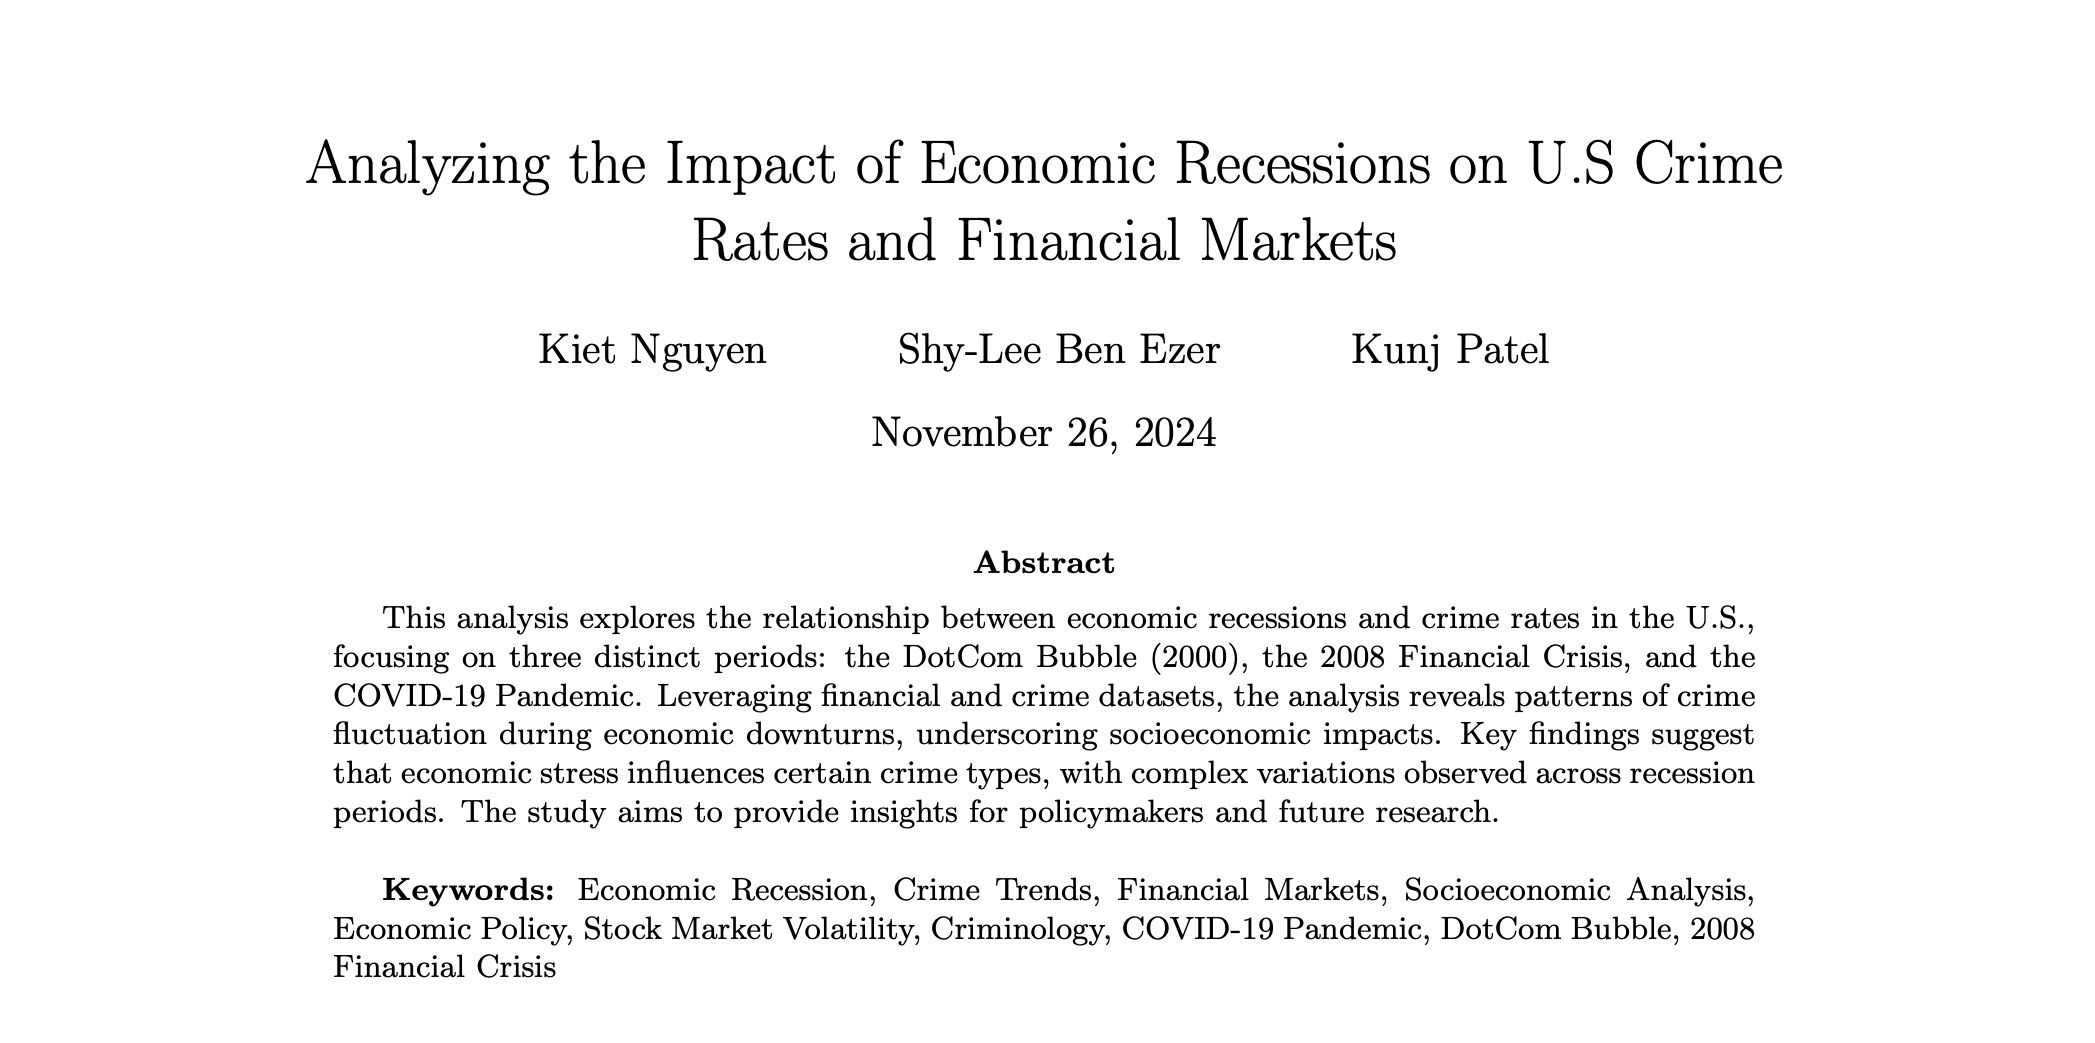 Analyzing the Impact of Economic Recessions on U.S Crime
Rates and Financial Markets
Kiet Nguyen Shy-Lee Ben Ezer Kunj Patel
November 26, 2024
Abstract
This analysis explores the relationship between economic recessions and crime rates in the U.S.,
focusing on three distinct periods: the DotCom Bubble (2000), the 2008 Financial Crisis, and the
COVID-19 Pandemic. Leveraging financial and crime datasets, the analysis reveals patterns of crime
fluctuation during economic downturns, underscoring socioeconomic impacts. Key findings suggest
that economic stress influences certain crime types, with complex variations observed across recession
periods. The study aims to provide insights for policymakers and future research.
Keywords: Economic Recession, Crime Trends, Financial Markets, Socioeconomic Analysis,
Economic Policy, Stock Market Volatility, Criminology, COVID-19 Pandemic, DotCom Bubble, 2008
Financial Crisis